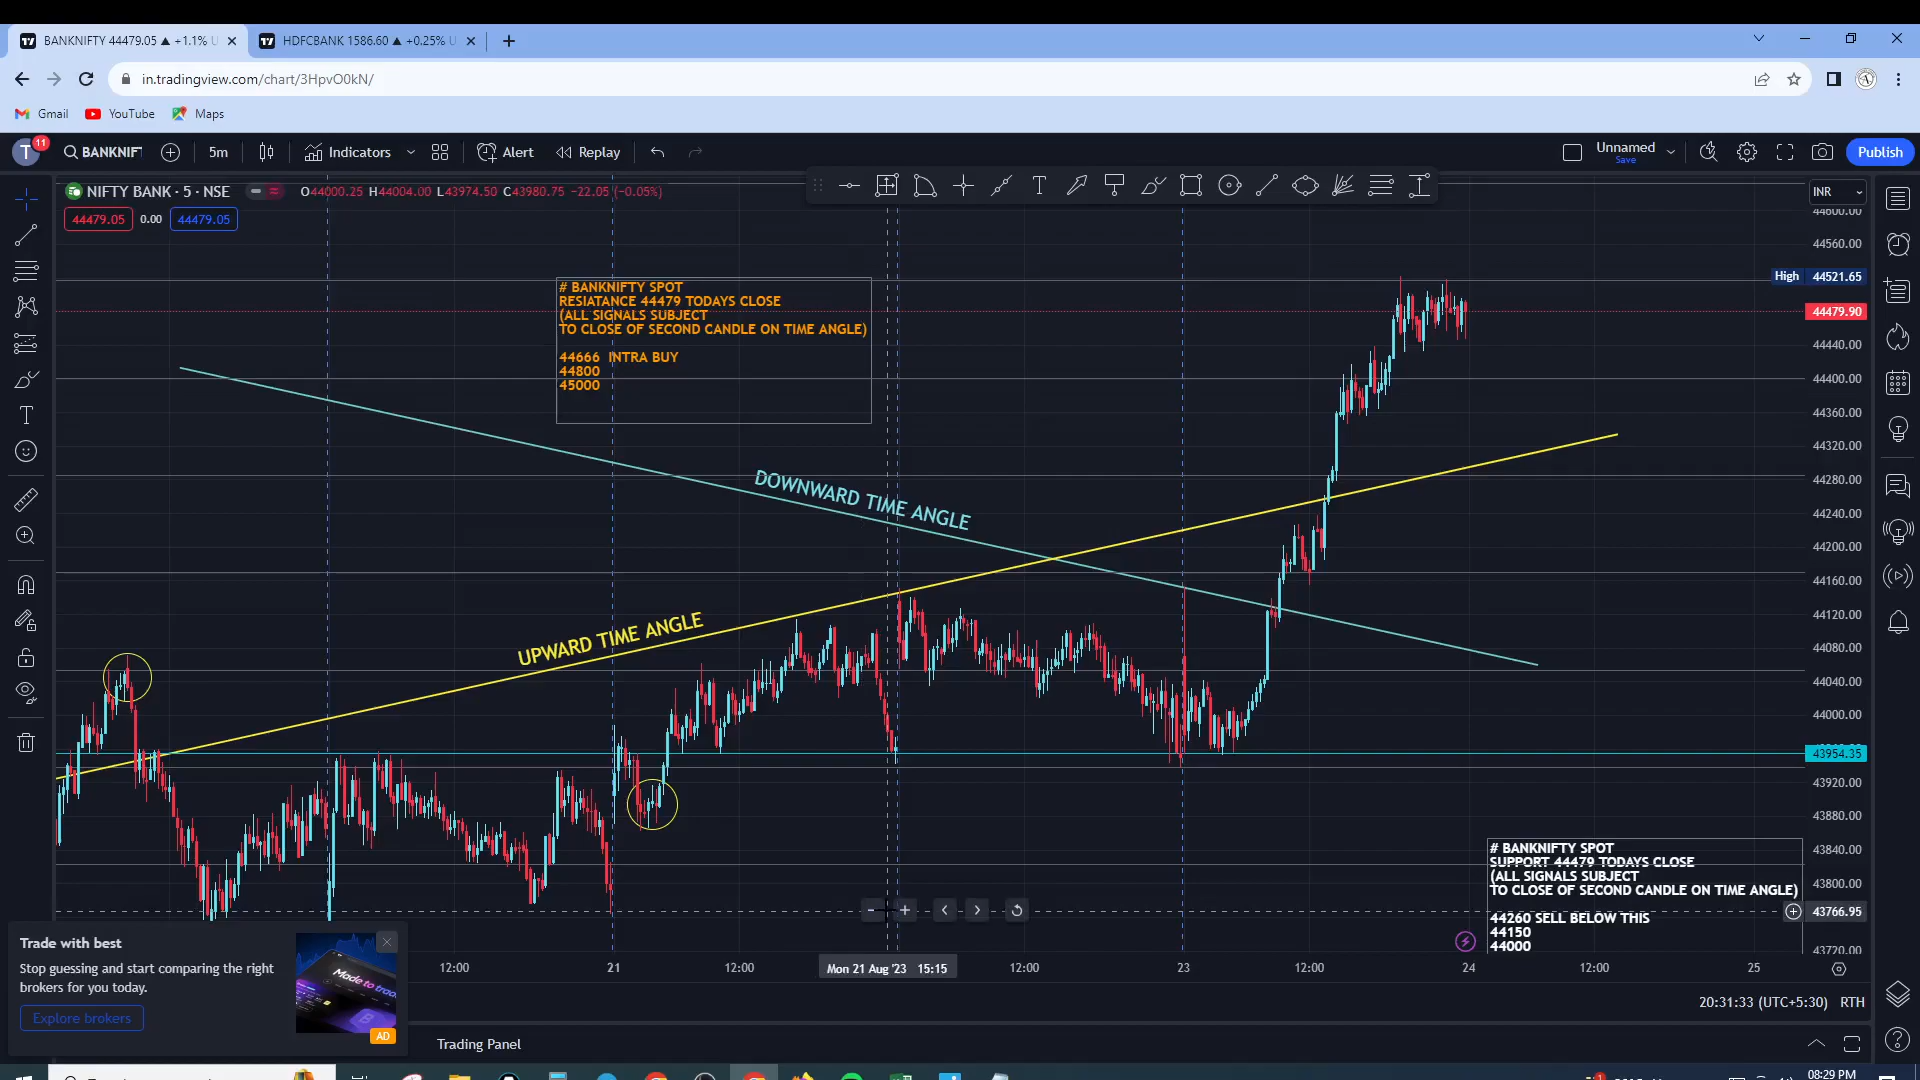 BANKNIFTY 44479.05 ▲ +1.1% U
HDFCBANK 1586.60 ▲ +0.25% U
in.tradingview.com/chart/3HpvO0kN/
Gmail
YouTube
Maps
T
11
BANKNIF
5m
Indicators
Alert
Replay
Unnamed
Save
Publish
NIFTY BANK · 5 · NSE
O44000.25 H44004.00 L43974.50 C43980.75 −22.05 (−0.05%)
INR
44479.05
0.00
44479.05
44600.00
44560.00
High 44521.65
44479.90
44440.00
44400.00
44360.00
44320.00
44280.00
44240.00
44200.00
44160.00
44120.00
44080.00
44040.00
44000.00
43954.35
43920.00
43880.00
43840.00
43800.00
43766.95
43720.00
# BANKNIFTY SPOT
RESIATANCE 44479 TODAYS CLOSE
(ALL SIGNALS SUBJECT
TO CLOSE OF SECOND CANDLE ON TIME ANGLE)
44666 INTRA BUY
44800
45000
DOWNWARD TIME ANGLE
UPWARD TIME ANGLE
# BANKNIFTY SPOT
SUPPORT 44479 TODAYS CLOSE
(ALL SIGNALS SUBJECT
TO CLOSE OF SECOND CANDLE ON TIME ANGLE)
44260 SELL BELOW THIS
44150
44000
Trade with best
Stop guessing and start comparing the right
brokers for you today.
Explore brokers
Made to
AD
12:00
21
12:00
Mon 21 Aug '23 15:15
12:00
23
12:00
24
12:00
25
20:31:33 (UTC+5:30)
RTH
Trading Panel
08:29 PM